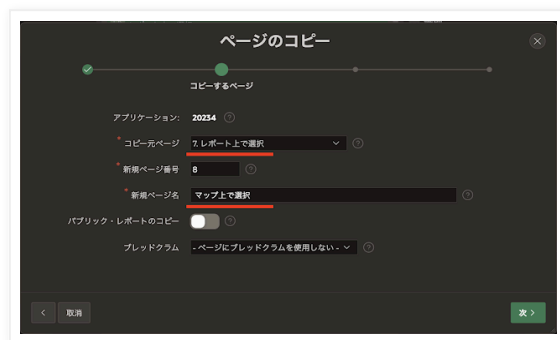 ページのコピー
コピーするページ
アプリケーション: 20234
* コピー元ページ 7. レポート上で選択
* 新規ページ番号 8
* 新規ページ名 マップ上で選択
パブリック・レポートのコピー
ブレッドクラム - ページにブレッドクラムを使用しない -
取消 次